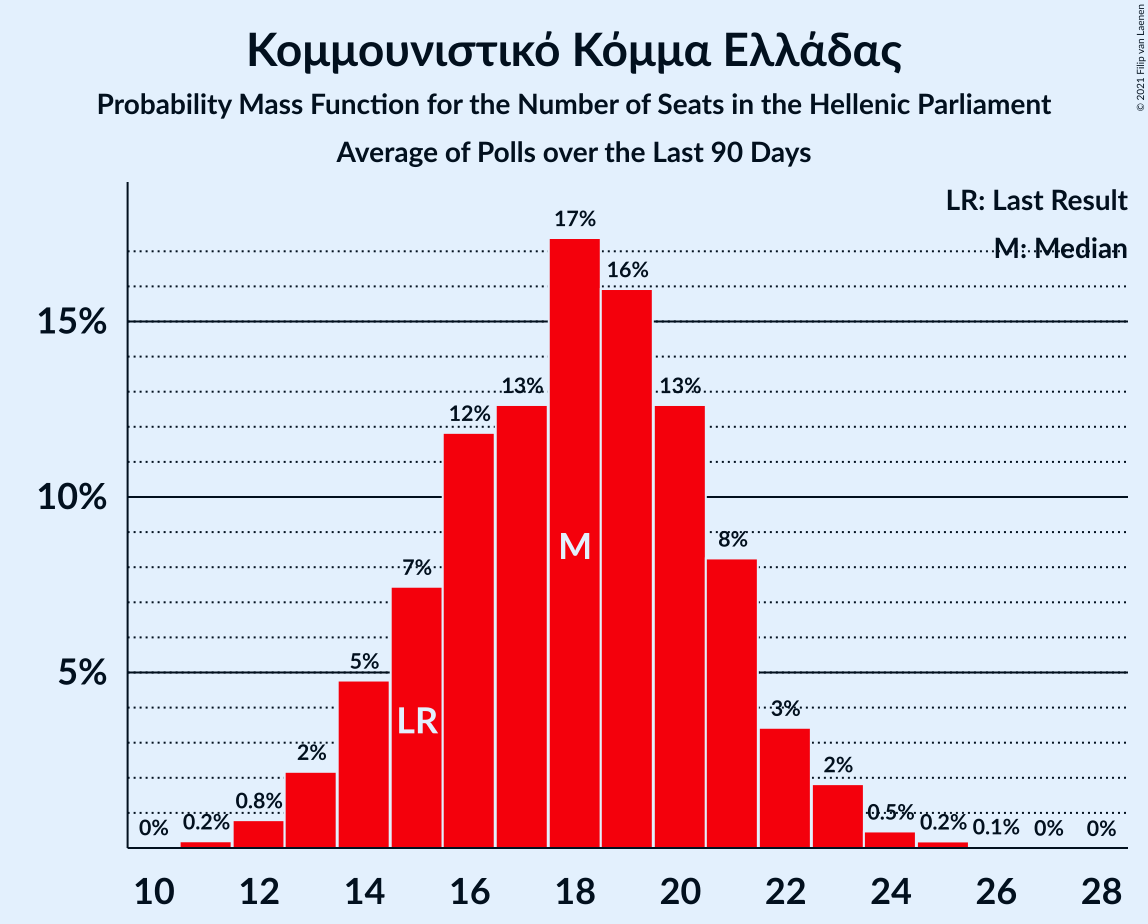 Κομμουνιστικό Κόμμα Ελλάδας
Probability Mass Function for the Number of Seats in the Hellenic Parliament
Average of Polls over the Last 90 Days
© 2021 Filip van Laenen
LR: Last Result
M: Median
15%
10%
5%
0%
0.2%
0.8%
2%
5%
7%
12%
13%
17%
16%
13%
8%
3%
2%
0.5%
0.2%
0.1%
0%
0%
LR
M
10 12 14 16 18 20 22 24 26 28